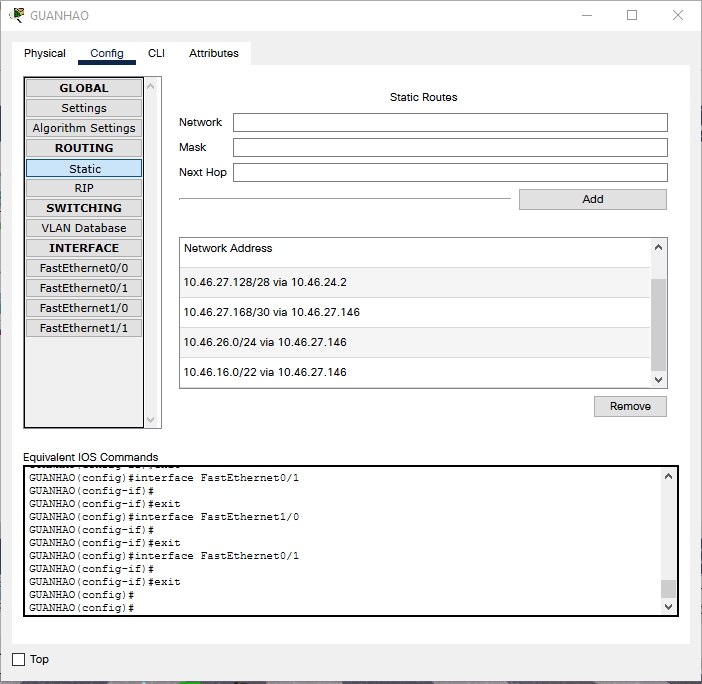 GUANHAO
Physical Config CLI Attributes
GLOBAL
Settings
Algorithm Settings
ROUTING
Static
RIP
SWITCHING
VLAN Database
INTERFACE
FastEthernet0/0
FastEthernet0/1
FastEthernet1/0
FastEthernet1/1
Static Routes
Network
Mask
Next Hop
Add
Network Address
10.46.27.128/28 via 10.46.24.2
10.46.27.168/30 via 10.46.27.146
10.46.26.0/24 via 10.46.27.146
10.46.16.0/22 via 10.46.27.146
Remove
Equivalent IOS Commands
GUANHAO(config)#interface FastEthernet0/1
GUANHAO(config-if)#
GUANHAO(config-if)#exit
GUANHAO(config)#interface FastEthernet1/0
GUANHAO(config-if)#
GUANHAO(config-if)#exit
GUANHAO(config)#interface FastEthernet0/1
GUANHAO(config-if)#
GUANHAO(config-if)#exit
GUANHAO(config)#
GUANHAO(config)#
Top